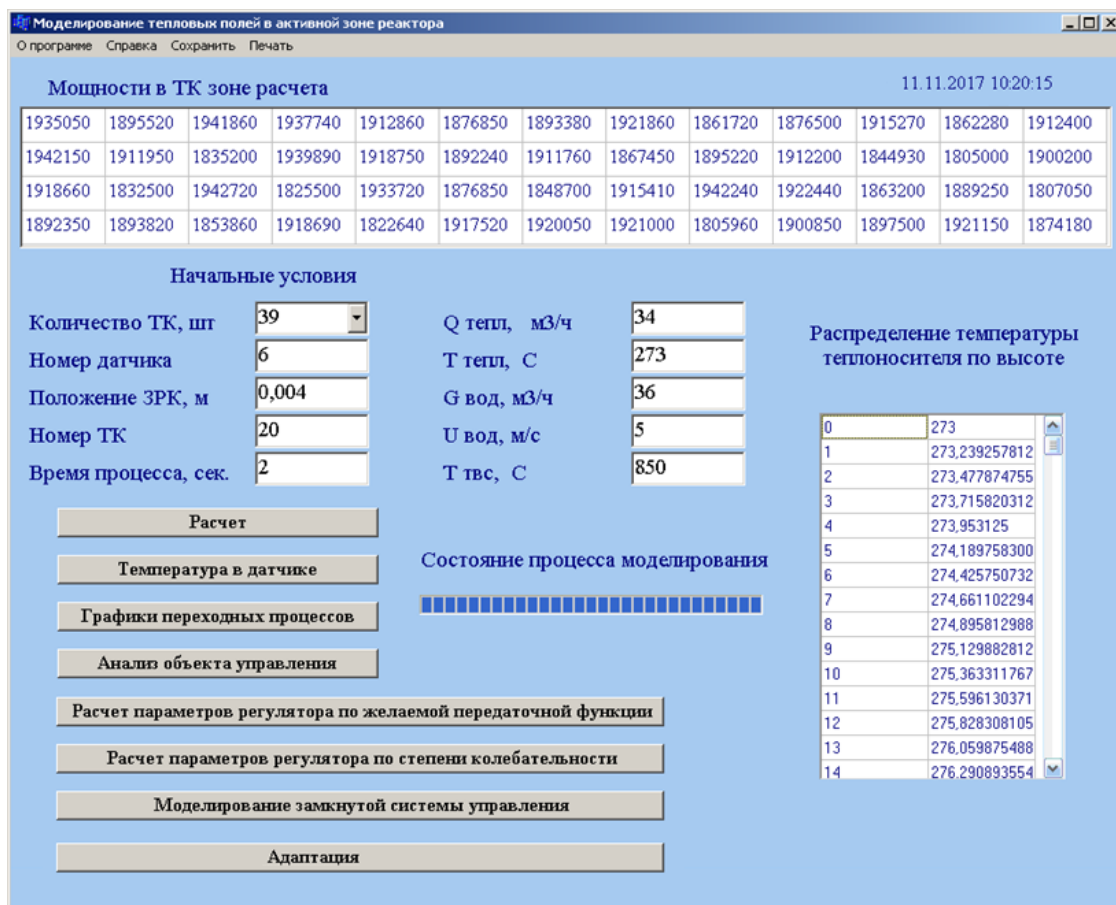 Моделирование тепловых полей в активной зоне реактора
О программе Справка Сохранить Печать
Мощности в ТК зоне расчета
11.11.2017 10:20:15
1935050 1895520 1941860 1937740 1912860 1876850 1893380 1921860 1861720 1876500 1915270 1862280 1912400
1942150 1911950 1835200 1939890 1918750 1892240 1911760 1867450 1895220 1912200 1844930 1805000 1900200
1918660 1832500 1942720 1825500 1933720 1876850 1848700 1915410 1942240 1922440 1863200 1889250 1807050
1892350 1893820 1853860 1918690 1822640 1917520 1920050 1921000 1805960 1900850 1897500 1921150 1874180
Начальные условия
Количество ТК, шт 39
Номер датчика 6
Положение ЗРК, м 0,004
Номер ТК 20
Время процесса, сек. 2
Q тепл, м3/ч 34
T тепл, С 273
G вод, м3/ч 36
U вод, м/с 5
T твс, С 850
Распределение температуры
теплоносителя по высоте
0 273
1 273,239257812
2 273,477874755
3 273,715820312
4 273,953125
5 274,189758300
6 274,425750732
7 274,661102294
8 274,895812988
9 275,129882812
10 275,363311767
11 275,596130371
12 275,828308105
13 276,059875488
14 276,290893554
Расчет
Температура в датчике
Графики переходных процессов
Анализ объекта управления
Расчет параметров регулятора по желаемой передаточной функции
Расчет параметров регулятора по степени колебательности
Моделирование замкнутой системы управления
Адаптация
Состояние процесса моделирования